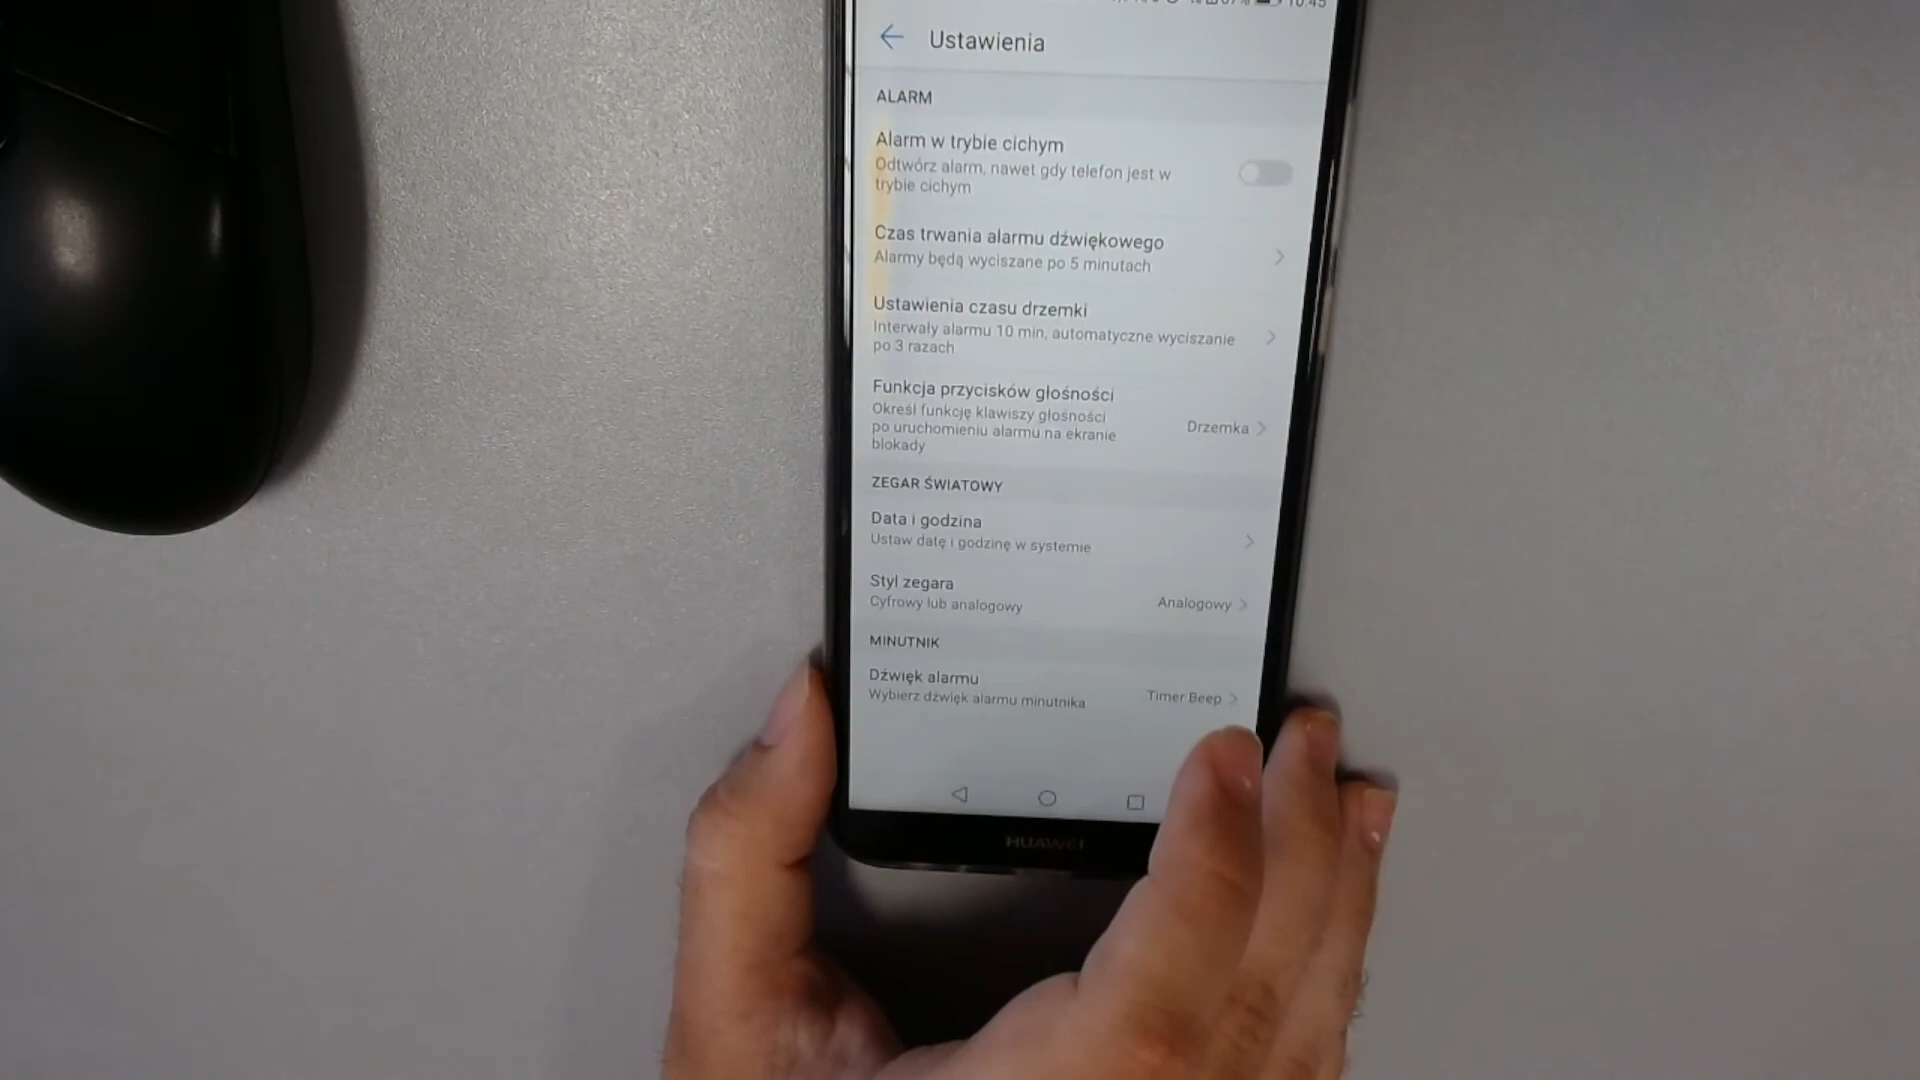 10:45
Ustawienia
ALARM
Alarm w trybie cichym
Odtwórz alarm, nawet gdy telefon jest w
trybie cichym
Czas trwania alarmu dźwiękowego
Alarmy będą wyciszane po 5 minutach
Ustawienia czasu drzemki
Interwały alarmu 10 min, automatyczne wyciszanie
po 3 razach
Funkcja przycisków głośności
Określ funkcję klawiszy głośności
po uruchomieniu alarmu na ekranie
blokady
Drzemka
ZEGAR ŚWIATOWY
Data i godzina
Ustaw datę i godzinę w systemie
Styl zegara
Cyfrowy lub analogowy
Analogowy
MINUTNIK
Dźwięk alarmu
Wybierz dźwięk alarmu minutnika
Timer Beep
HUAWEI